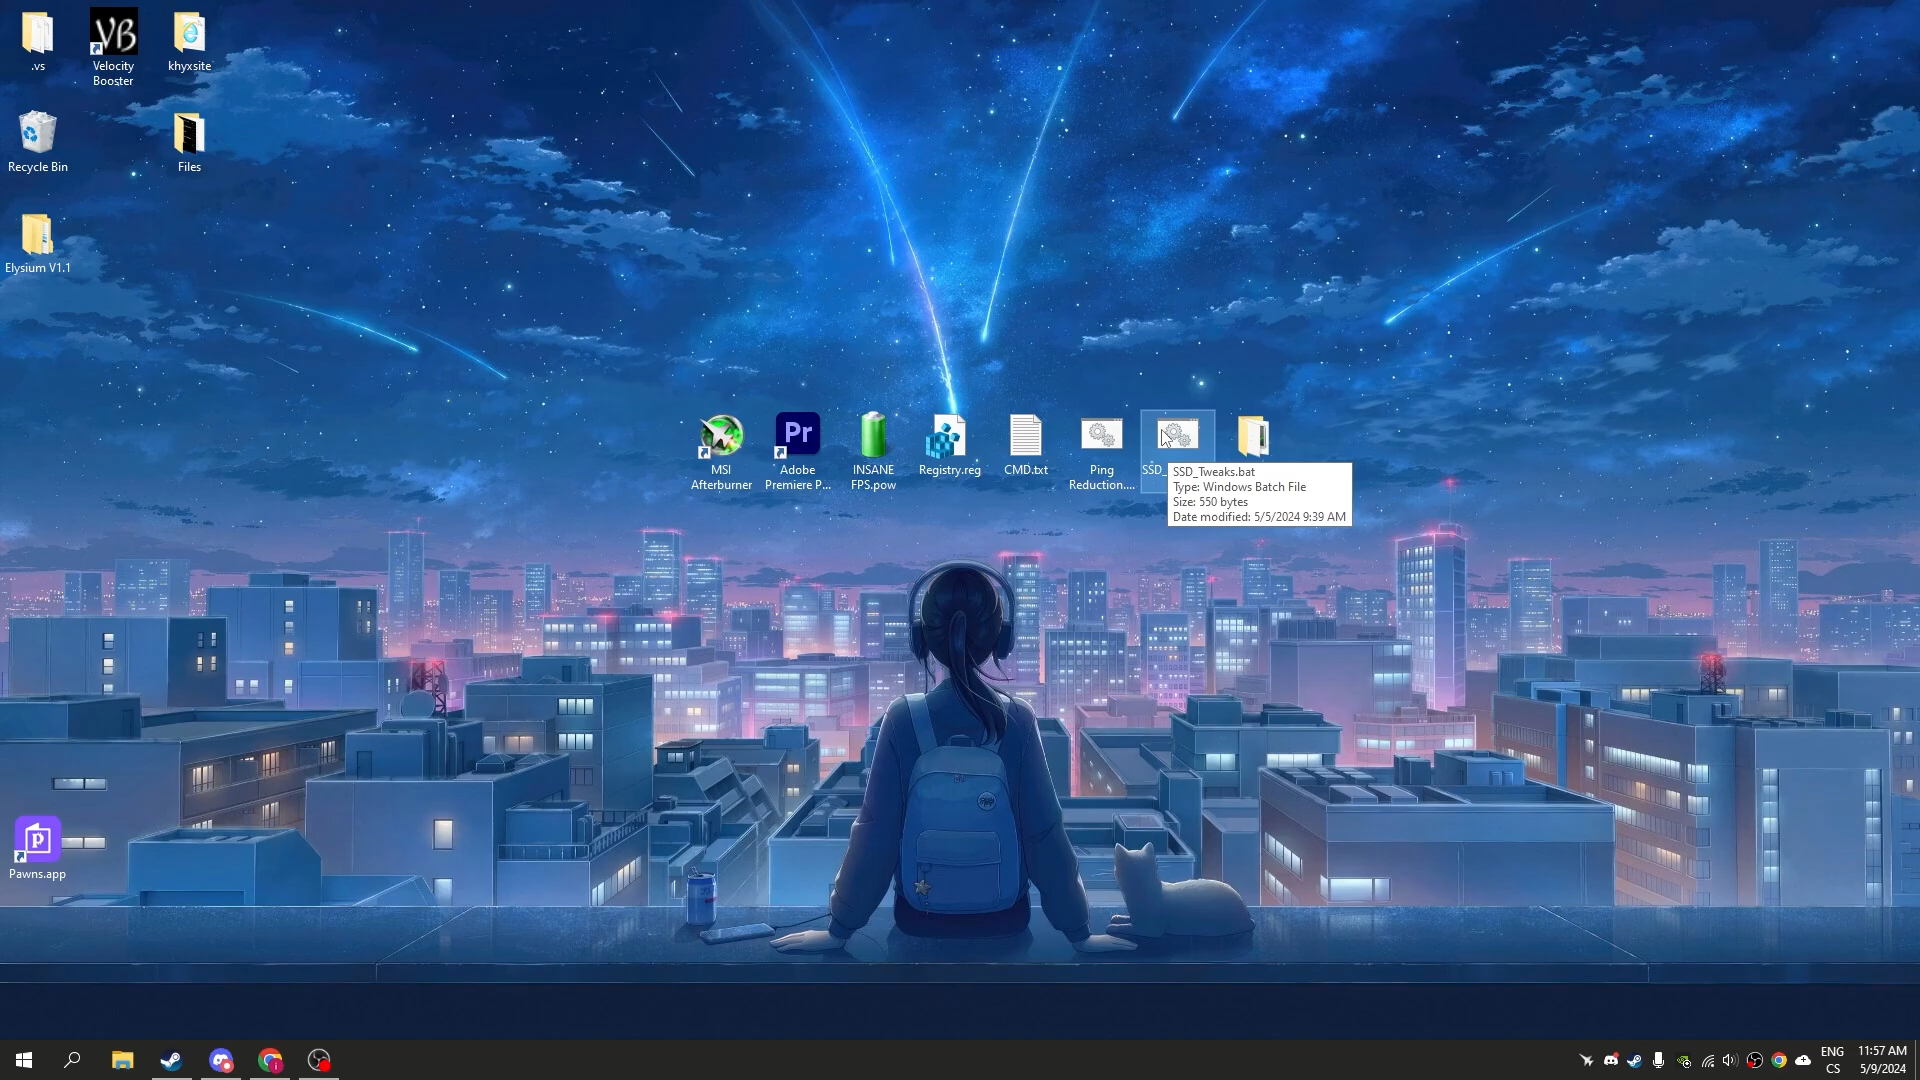 .vs
VB
Velocity
Booster
khyxsite
Recycle Bin
Files
Elysium V1.1
Pr
MSI
Afterburner
Adobe
Premiere P...
INSANE
FPS.pow
Registry.reg
CMD.txt
Ping
Reduction....
SSD_
SSD_Tweaks.bat
Type: Windows Batch File
Size: 550 bytes
Date modified: 5/5/2024 9:39 AM
Pawns.app
ENG
CS
11:57 AM
5/9/2024